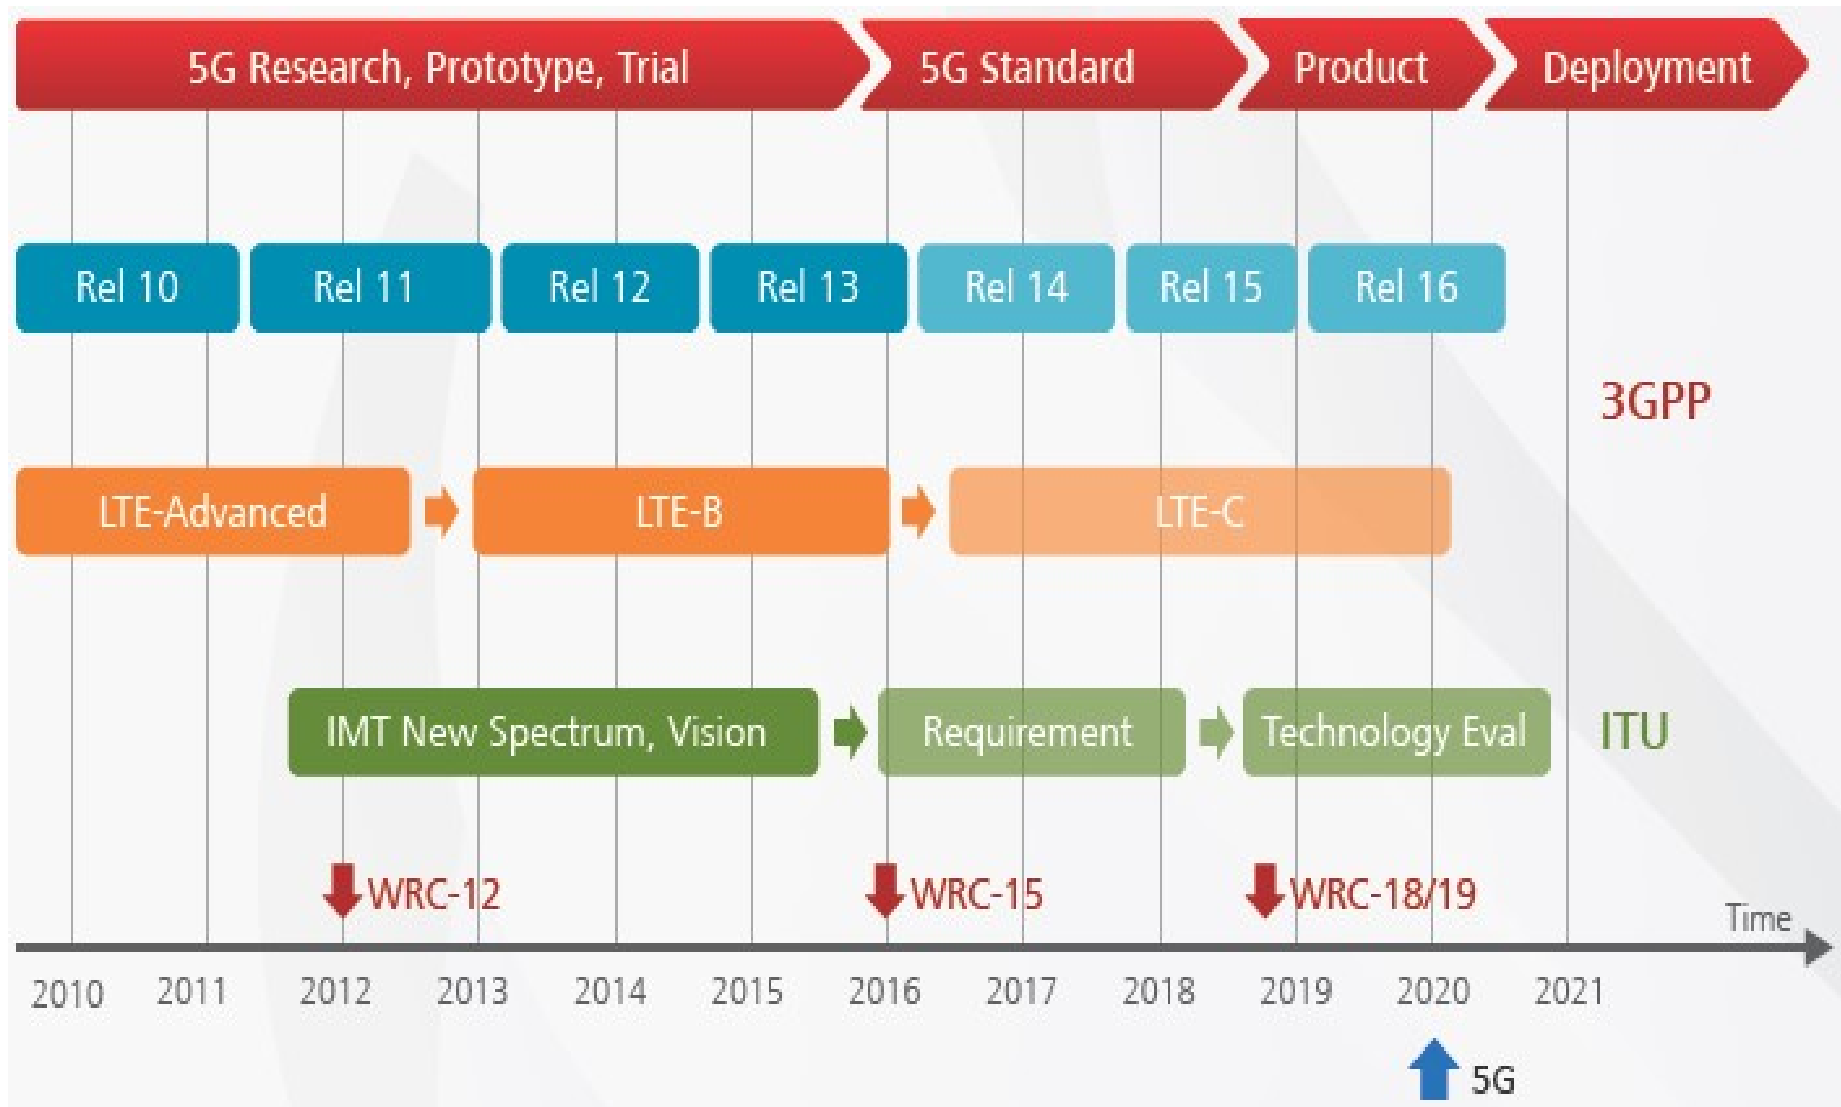 5G Research, Prototype, Trial
5G Standard
Product
Deployment
Rel 10
Rel 11
Rel 12
Rel 13
Rel 14
Rel 15
Rel 16
3GPP
LTE-Advanced
LTE-B
LTE-C
IMT New Spectrum, Vision
Requirement
Technology Eval
ITU
WRC-12
WRC-15
WRC-18/19
Time
2010
2011
2012
2013
2014
2015
2016
2017
2018
2019
2020
2021
5G